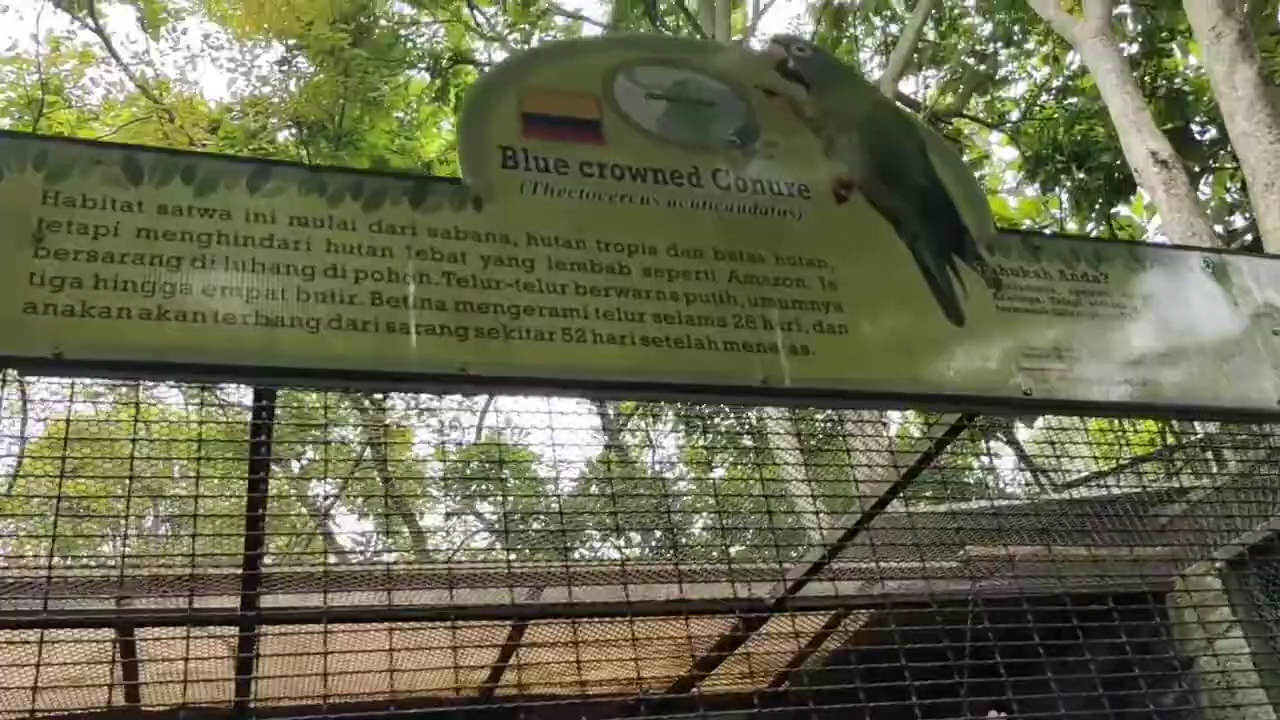 Blue crowned Conure
(Thectocercus acuticaudatus)
Habitat satwa ini mulai dari sabana, hutan tropis dan batas hutan,
tetapi menghindari hutan lebat yang lembab seperti Amazon. Ia
bersarang di lubang di pohon. Telur-telur berwarna putih, umumnya
tiga hingga empat butir. Betina mengerami telur selama 28 hari, dan
anakan akan terbang dari sarang sekitar 52 hari setelah menetas.
Tahukah Anda?